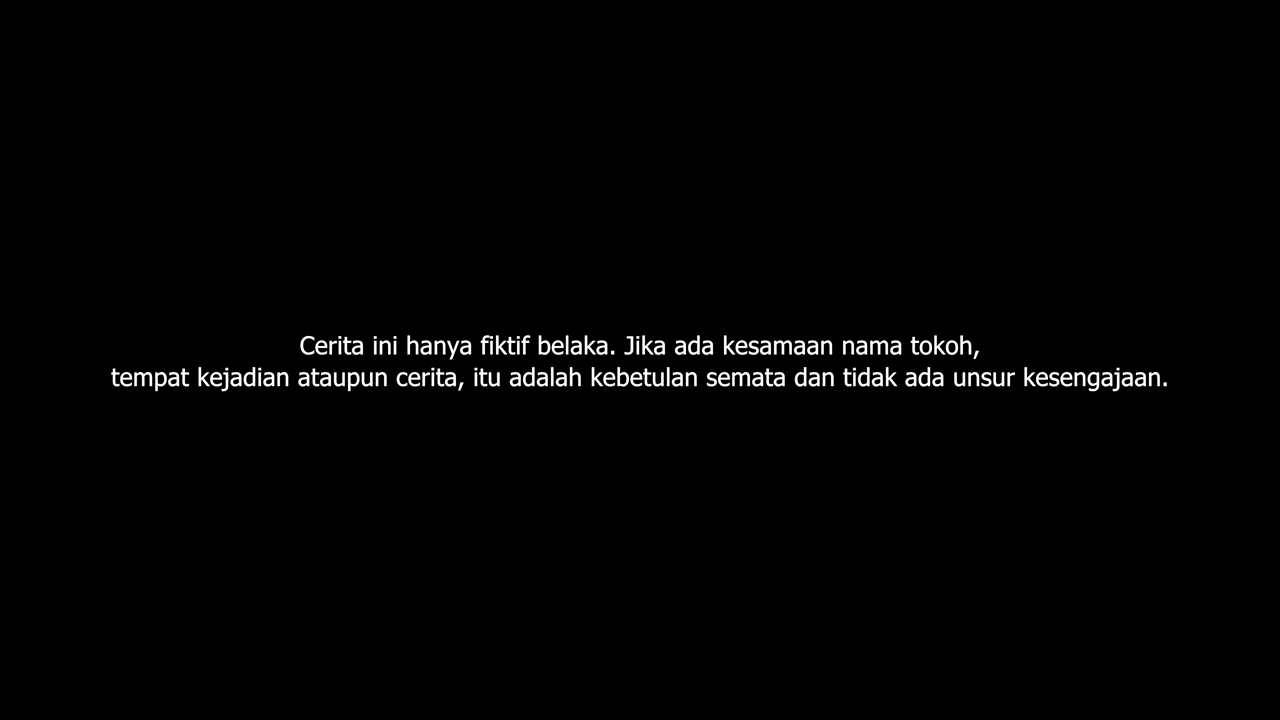 Cerita ini hanya fiktif belaka. Jika ada kesamaan nama tokoh,
tempat kejadian ataupun cerita, itu adalah kebetulan semata dan tidak ada unsur kesengajaan.